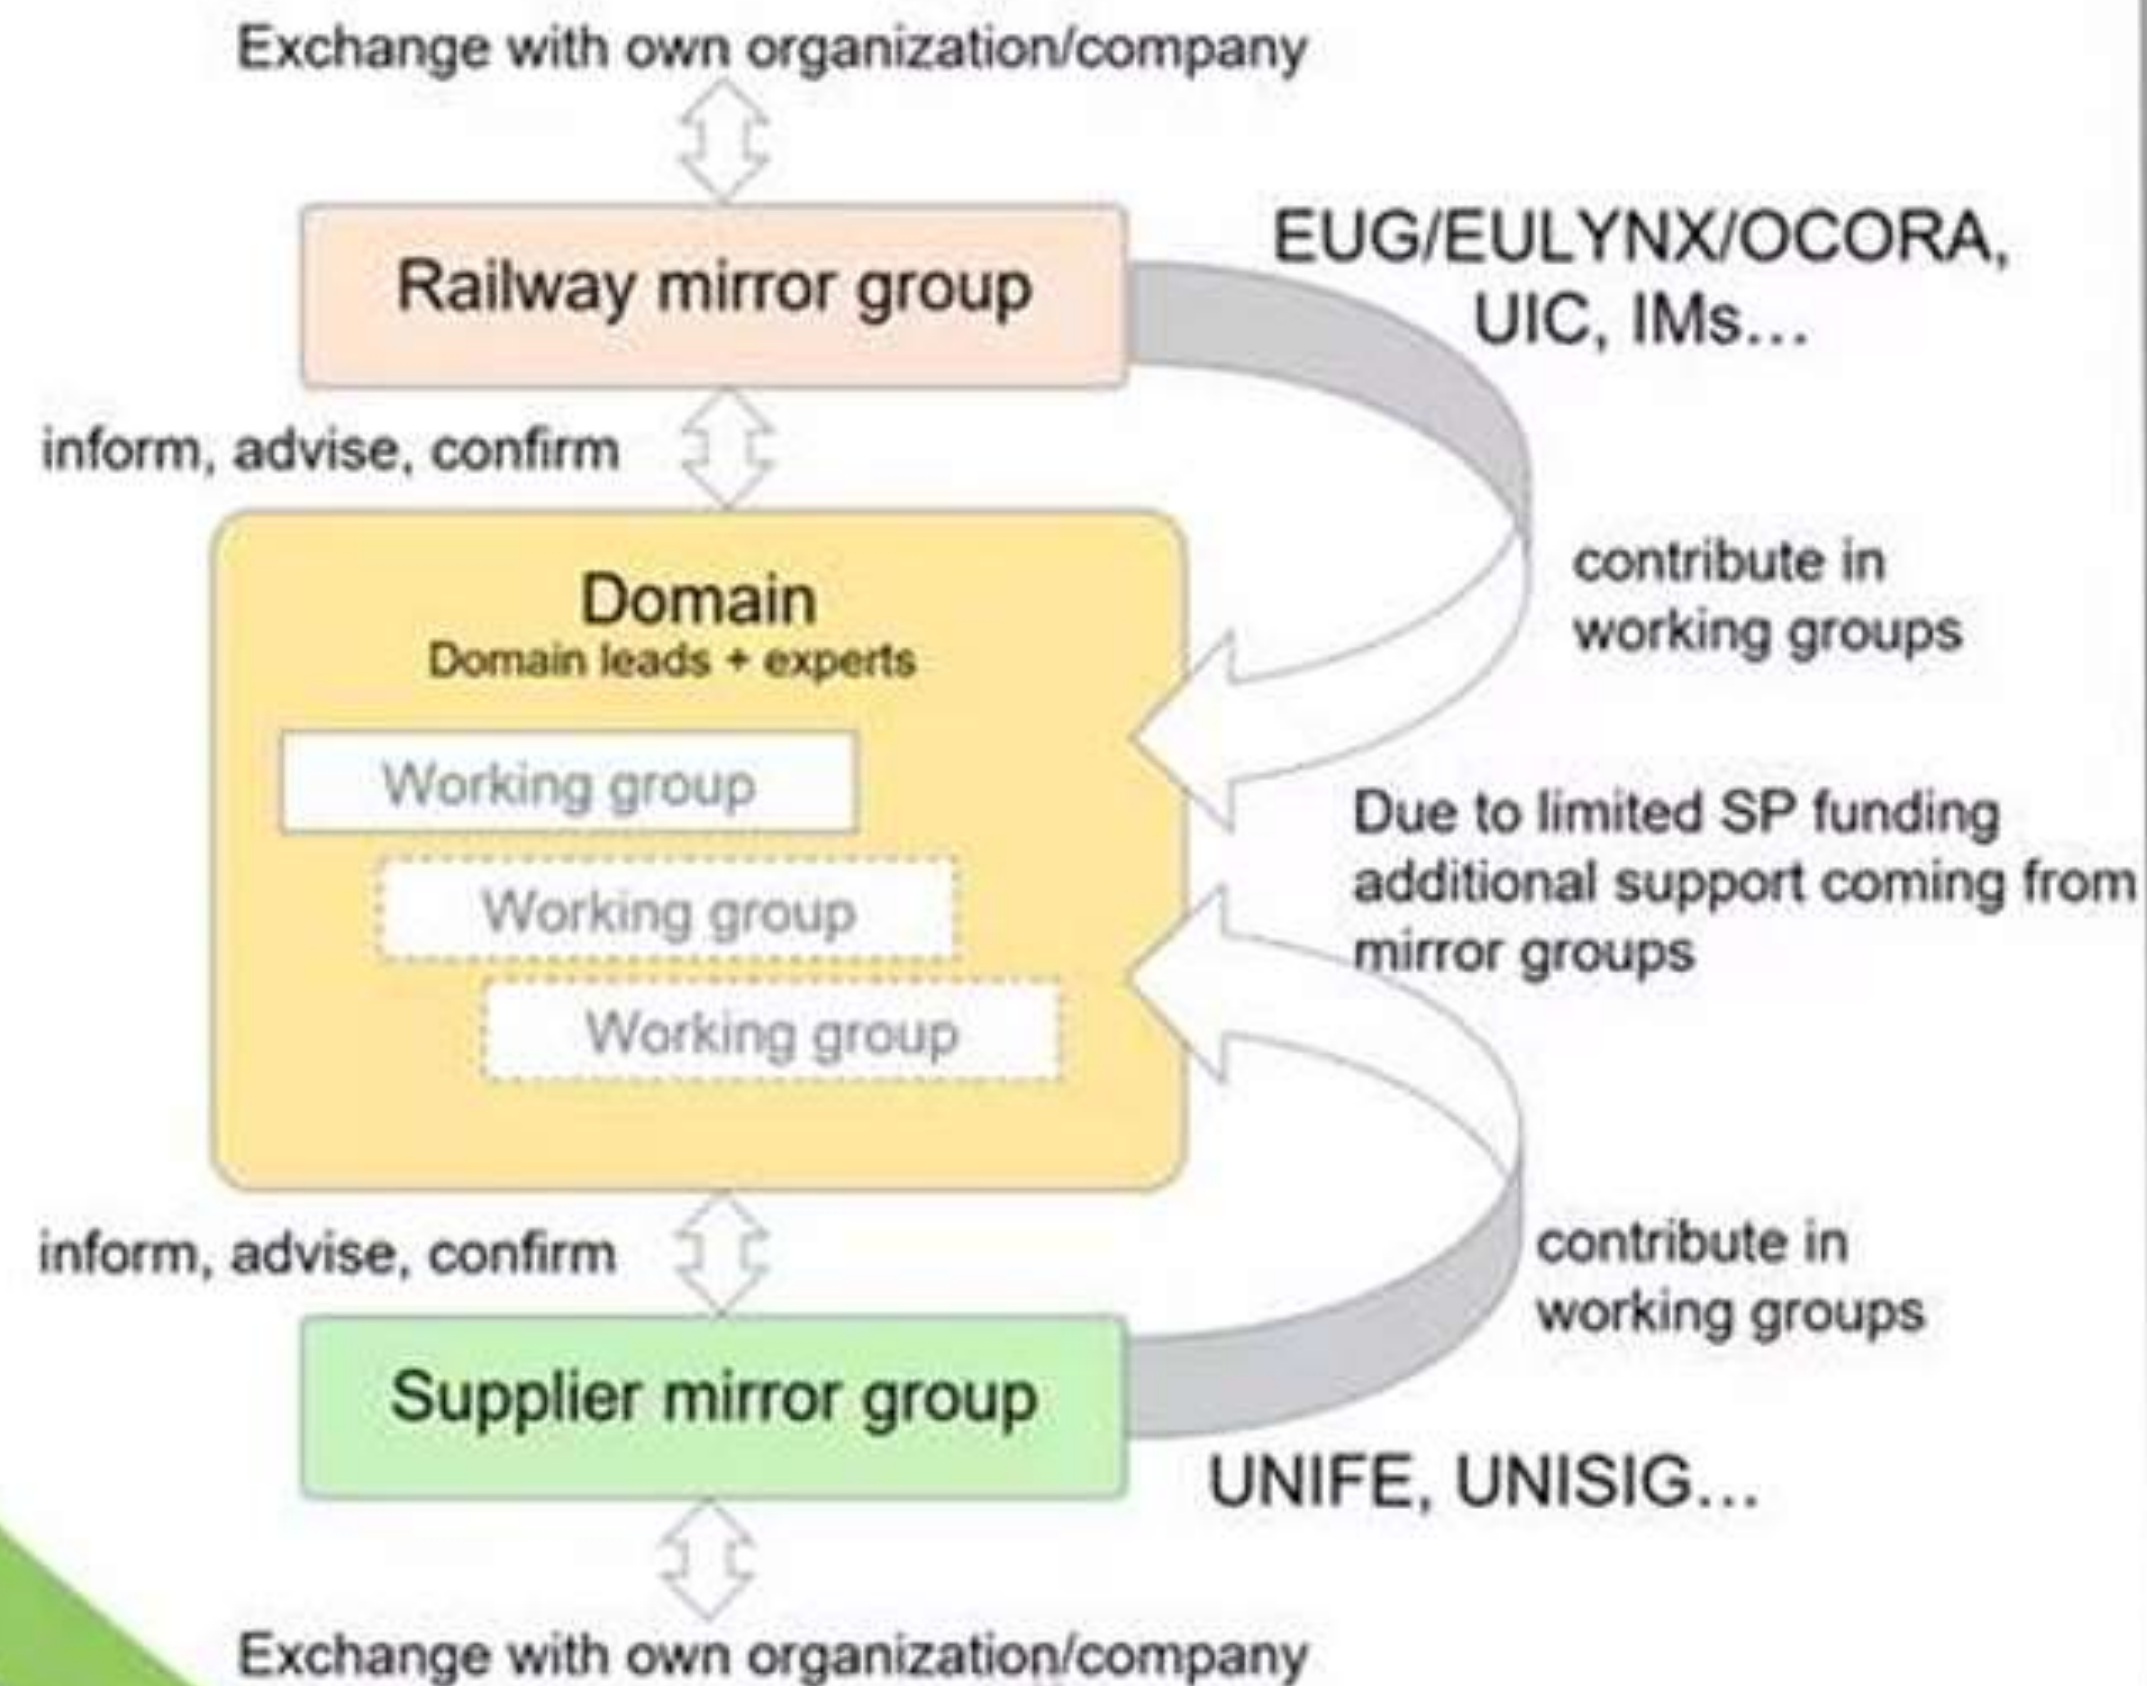 Exchange with own organization/company
Railway mirror group
EUG/EULYNX/OCORA,
UIC, IMs...
inform, advise, confirm
Domain
Domain leads + experts
contribute in
working groups
Working group
Working group
Working group
Due to limited SP funding
additional support coming from
mirror groups
inform, advise, confirm
contribute in
working groups
Supplier mirror group
UNIFE, UNISIG...
Exchange with own organization/company